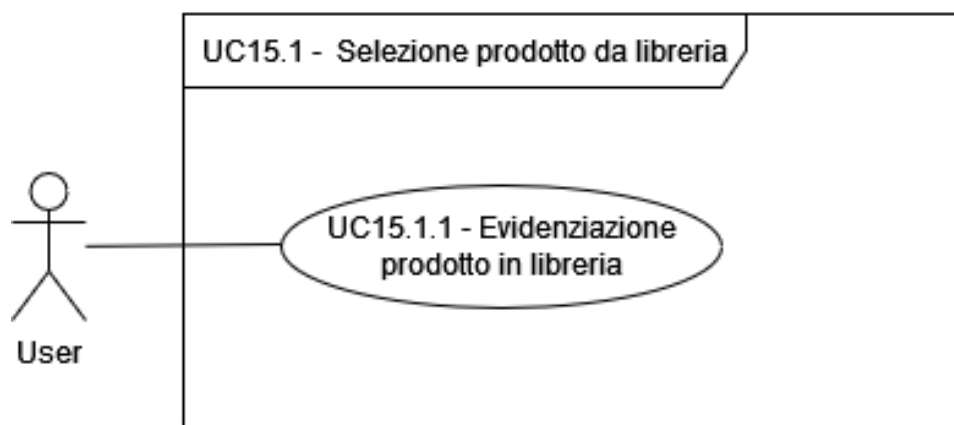 UC15.1 - Selezione prodotto da libreria
UC15.1.1 - Evidenziazione
prodotto in libreria
User